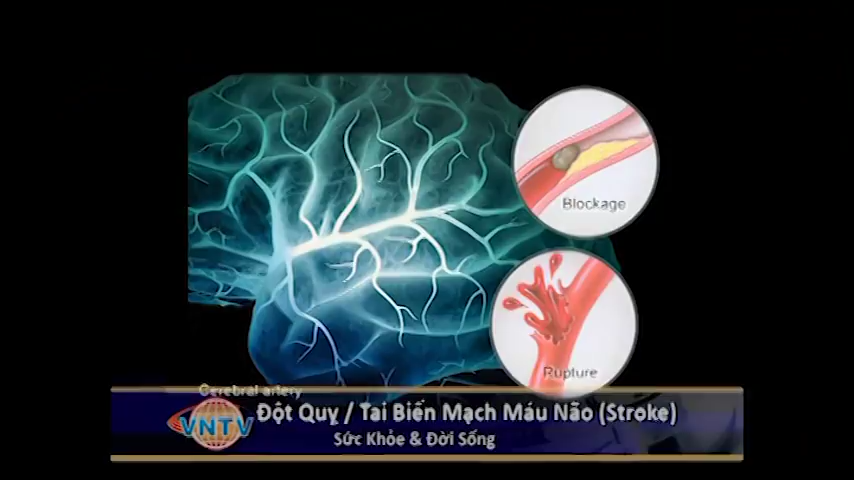 Blockage
Rupture
Cerebral artery
VNTV
Đột Quỵ / Tai Biến Mạch Máu Não (Stroke)
Sức Khỏe & Đời Sống